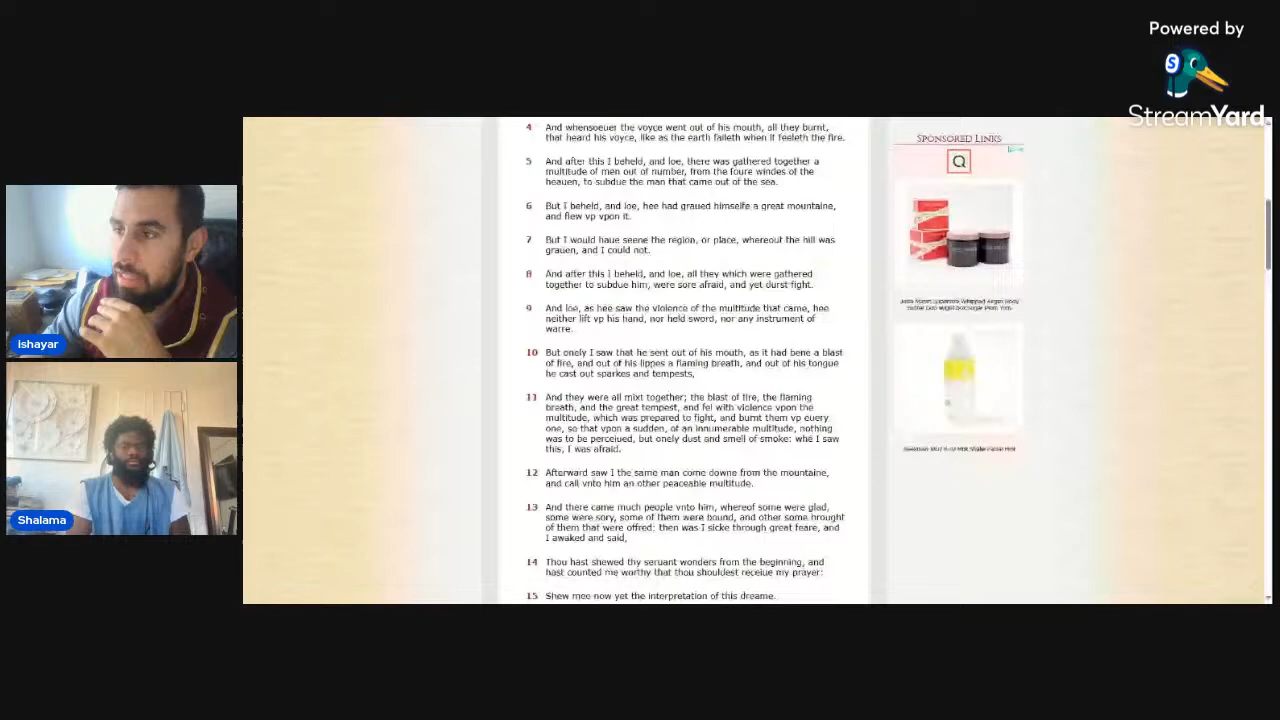 Powered by
StreamYard
4 And whensoeuer the voyce went out of his mouth, all they burnt,
that heard his voyce, like as the earth faileth when it feeleth the fire.
5 And after this I beheld, and loe, there was gathered together a
multitude of men out of number, from the foure windes of the
heauen, to subdue the man that came out of the sea.
6 But I beheld, and loe, hee had graued himselfe a great mountaine,
and flew vp vpon it.
7 But I would haue seene the region, or place, whereout the hill was
grauen, and I could not.
8 And after this I beheld, and loe, all they which were gathered
together to subdue him, were sore afraid, and yet durst fight.
9 And loe, as hee saw the violence of the multitude that came, hee
neither lift vp his hand, nor held sword, nor any instrument of
warre.
10 But onely I saw that he sent out of his mouth, as it had bene a blast
of fire, and out of his lippes a flaming breath, and out of his tongue
he cast out sparkes and tempests,
11 And they were all mixt together; the blast of fire, the flaming
breath, and the great tempest, and fel with violence vpon the
multitude, which was prepared to fight, and burnt them vp euery
one, so that vpon a sudden, of an innumerable multitude, nothing
was to be perceiued, but onely dust and smell of smoke: whē I saw
this, I was afraid.
12 Afterward saw I the same man come downe from the mountaine,
and call vnto him an other peaceable multitude.
13 And there came much people vnto him, whereof some were glad,
some were sory, some of them were bound, and other some brought
of them that were offred: then was I sicke through great feare, and
I awaked and said,
14 Thou hast shewed thy seruant wonders from the beginning, and
hast counted me worthy that thou shouldest receiue my prayer:
15 Shew mee now yet the interpretation of this dreame.
SPONSORED LINKS
ishayar
Shalama